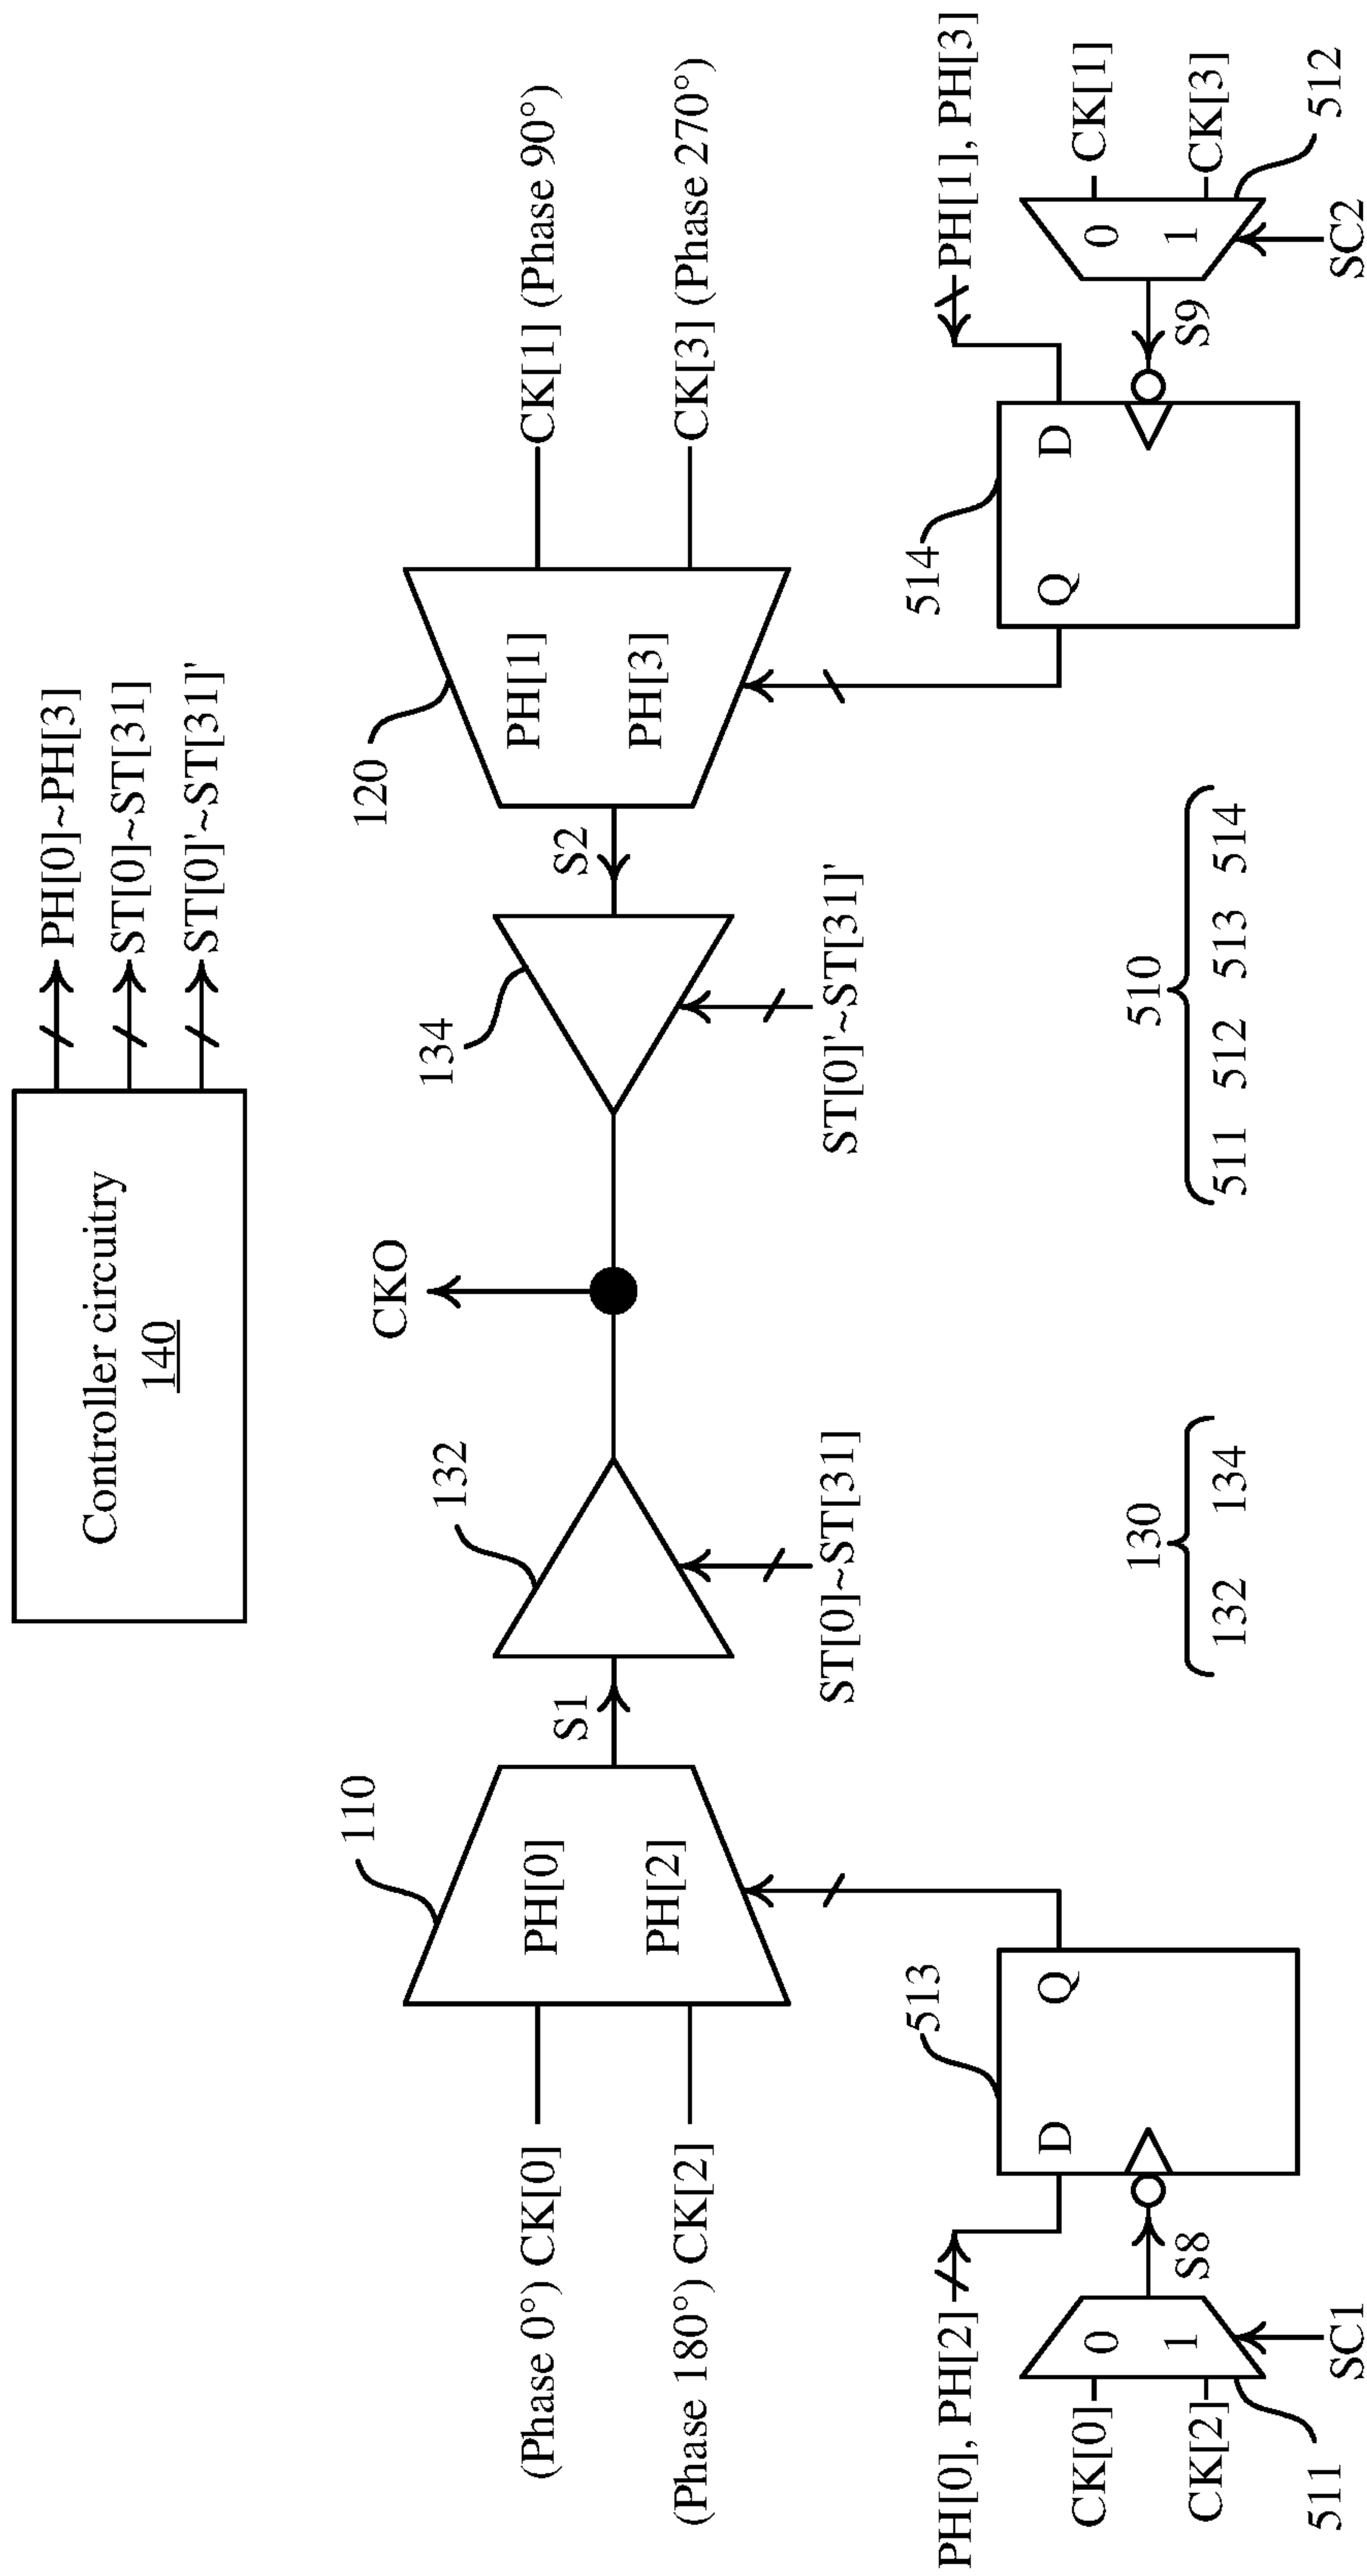 Controller circuitry
140
PH[0]~PH[3]
ST[0]~ST[31]
ST[0]'~ST[31]'
110
132
CKO
134
120
(Phase 0°) CK[0]
PH[0]
S1
S2
PH[1]
CK[1] (Phase 90°)
(Phase 180°) CK[2]
PH[2]
PH[3]
CK[3] (Phase 270°)
ST[0]~ST[31]
ST[0]'~ST[31]'
513
514
PH[0], PH[2]
PH[1], PH[3]
D
Q
Q
D
CK[0]
0
CK[2]
1
S8
SC1
511
S9
0
CK[1]
1
CK[3]
SC2
512
130
132 134
510
511 512 513 514